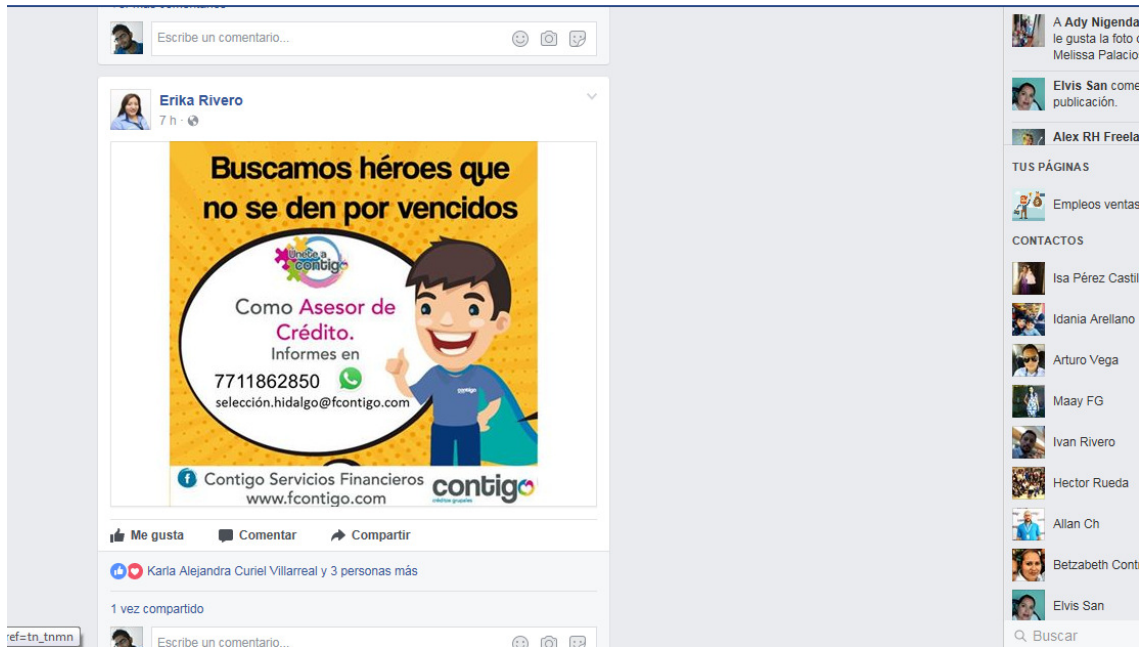 Escribe un comentario...
Erika Rivero
7 h ·
Buscamos héroes que
no se den por vencidos
Únete a
contigo
Como Asesor de
Crédito.
Informes en
7711862850
selección.hidalgo@fcontigo.com
contigo
Contigo Servicios Financieros
www.fcontigo.com
contigo
créditos grupales
Me gusta Comentar Compartir
Karla Alejandra Curiel Villarreal y 3 personas más
1 vez compartido
Escribe un comentario...
ref=tn_tnmn
A Ady Nigenda
le gusta la foto
Melissa Palacio
Elvis San come
publicación.
Alex RH Freela
TUS PÁGINAS
Empleos ventas
CONTACTOS
Isa Pérez Castil
Idania Arellano
Arturo Vega
Maay FG
Ivan Rivero
Hector Rueda
Allan Ch
Betzabeth Contr
Elvis San
Buscar